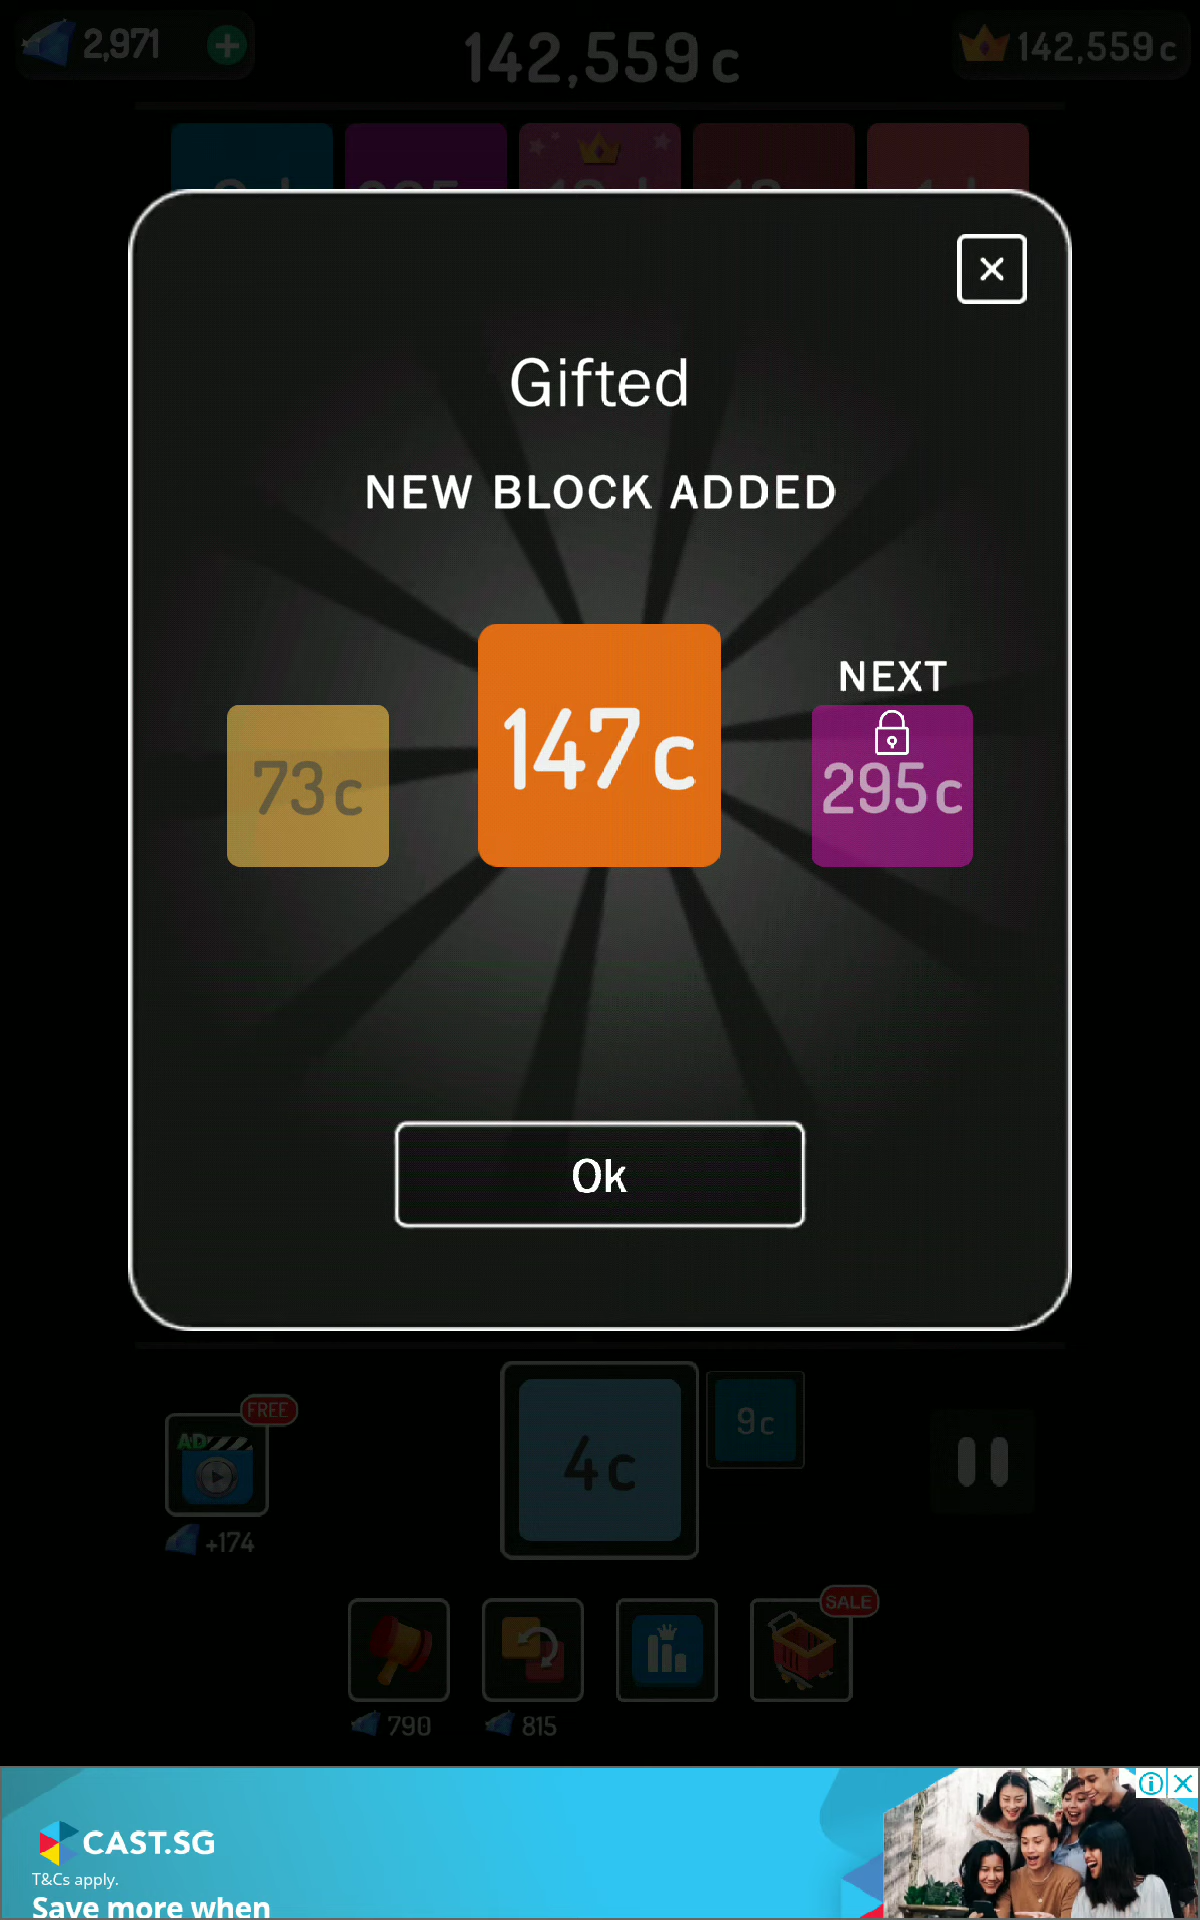 2,971
142,559c
142,559c
Gifted
NEW BLOCK ADDED
NEXT
73c
147c
295c
Ok
FREE
AD
+174
4c
9c
SALE
790
815
CAST.SG
T&Cs apply.
Save more when